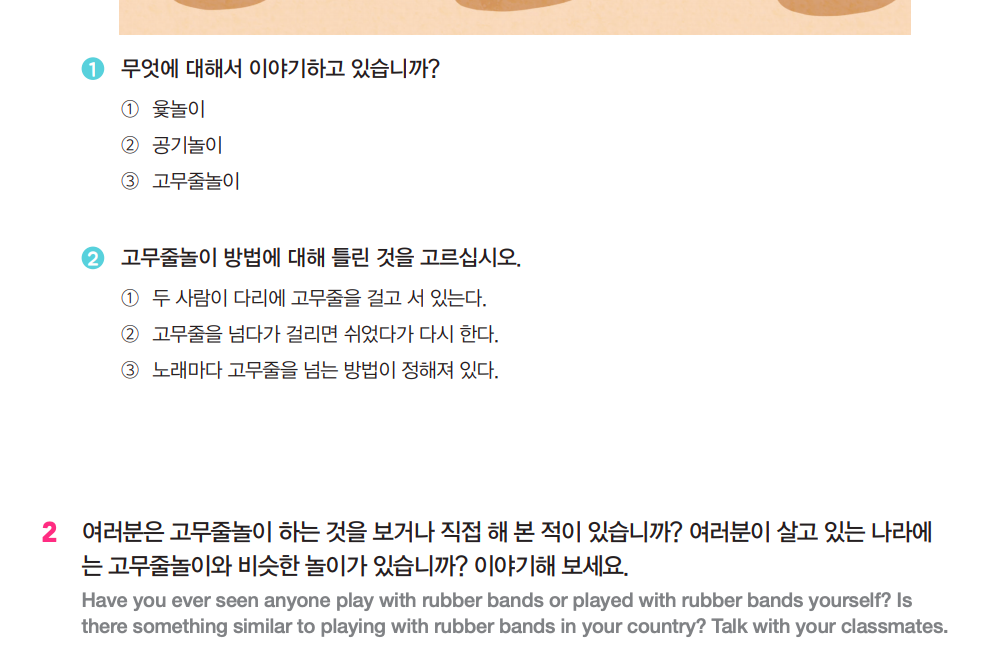 1 무엇에 대해서 이야기하고 있습니까?
① 윷놀이
② 공기놀이
③ 고무줄놀이
2 고무줄놀이 방법에 대해 틀린 것을 고르십시오.
① 두 사람이 다리에 고무줄을 걸고 서 있는다.
② 고무줄을 넘다가 걸리면 쉬었다가 다시 한다.
③ 노래마다 고무줄을 넘는 방법이 정해져 있다.
2 여러분은 고무줄놀이 하는 것을 보거나 직접 해 본 적이 있습니까? 여러분이 살고 있는 나라에
는 고무줄놀이와 비슷한 놀이가 있습니까? 이야기해 보세요.
Have you ever seen anyone play with rubber bands or played with rubber bands yourself? Is
there something similar to playing with rubber bands in your country? Talk with your classmates.